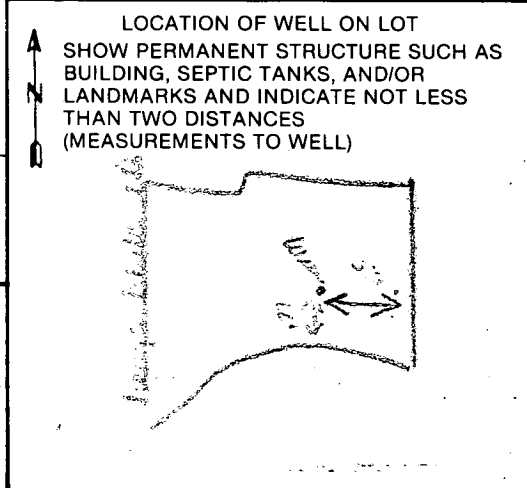 LOCATION OF WELL ON LOT
SHOW PERMANENT STRUCTURE SUCH AS
BUILDING, SEPTIC TANKS, AND/OR
N
LANDMARKS AND INDICATE NOT LESS
THAN TWO DISTANCES
(MEASUREMENTS TO WELL)